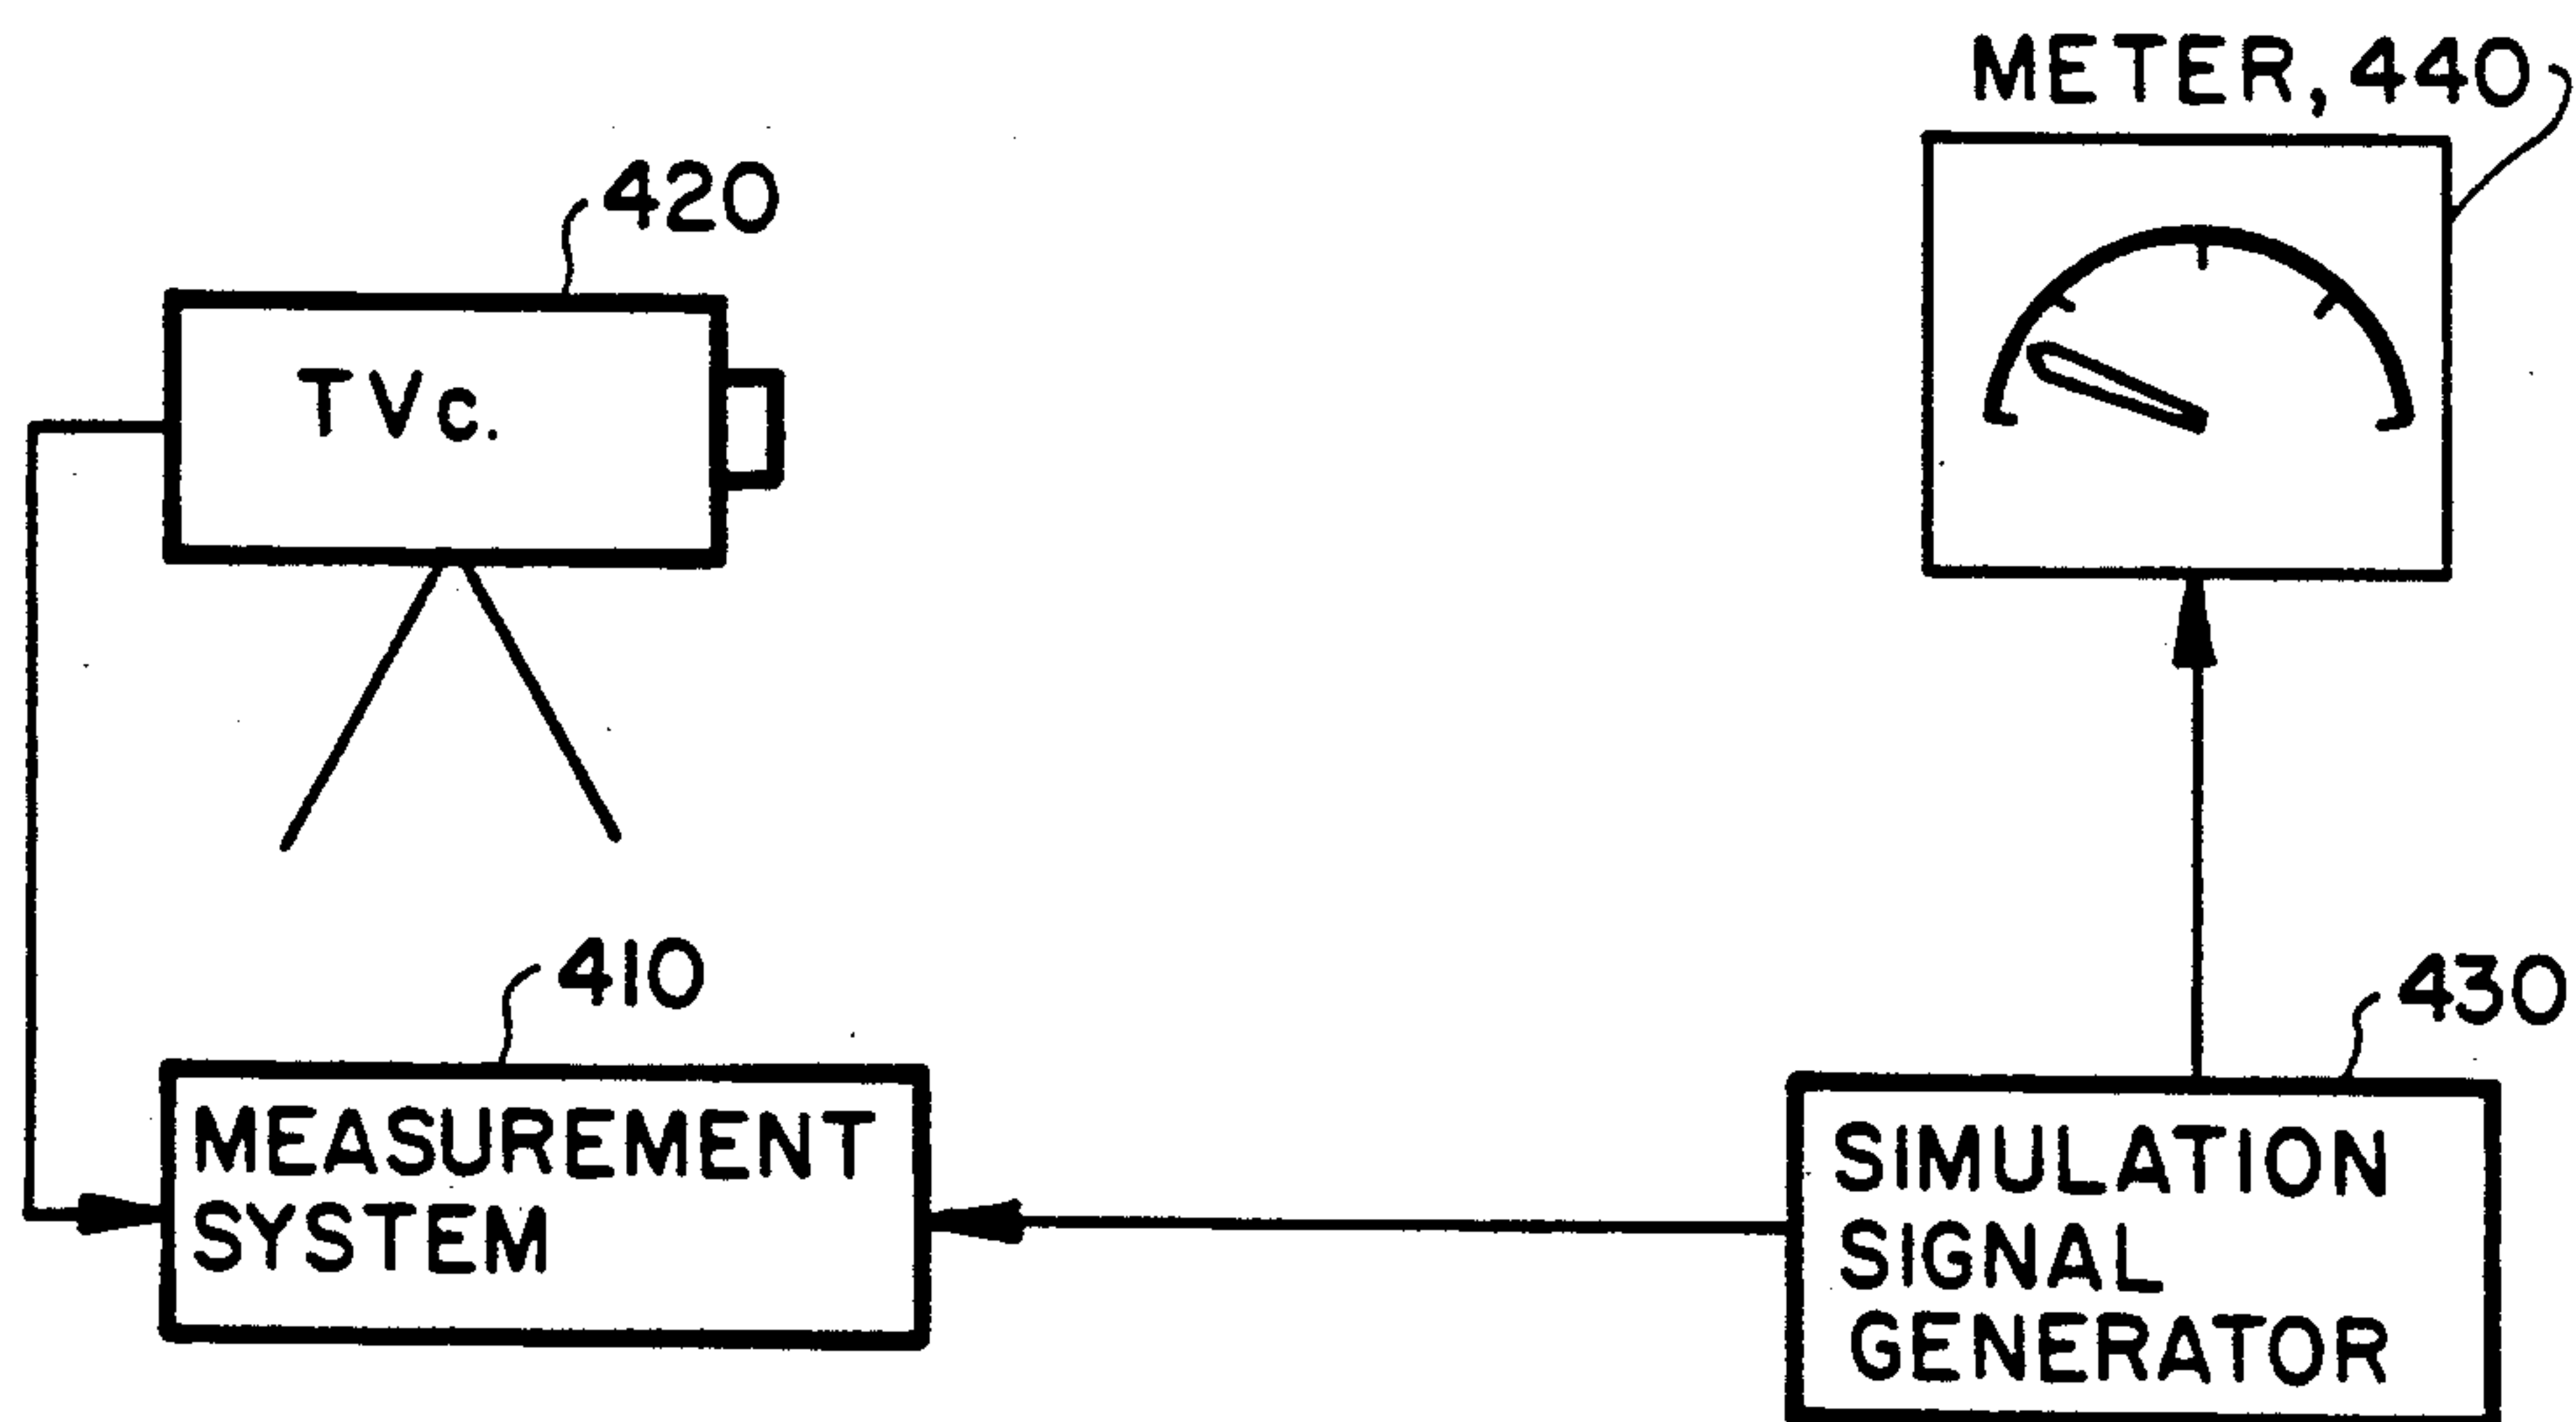 METER, 440
420
TVc.
410
MEASUREMENT
SYSTEM
430
SIMULATION
SIGNAL
GENERATOR